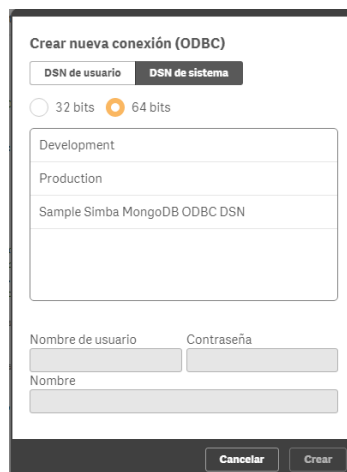 Crear nueva conexión (ODBC)
DSN de usuario DSN de sistema
32 bits 64 bits
Development
Production
Sample Simba MongoDB ODBC DSN
Nombre de usuario Contraseña
Nombre
Cancelar Crear